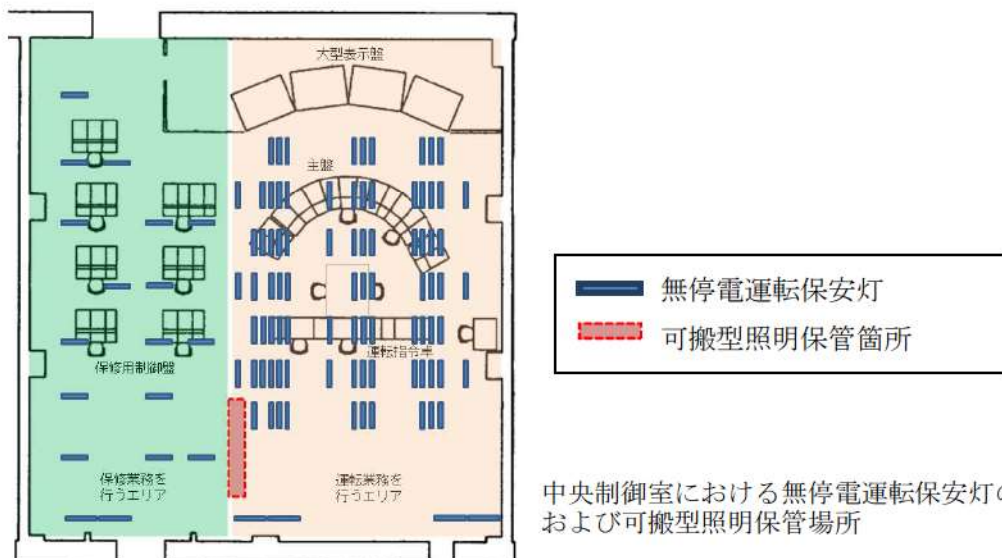 大型表示盤
主盤
運転指令卓
保修用制御盤
保修業務を
行うエリア
運転業務を
行うエリア
無停電運転保安灯
可搬型照明保管箇所
中央制御室における無停電運転保安灯の
および可搬型照明保管場所